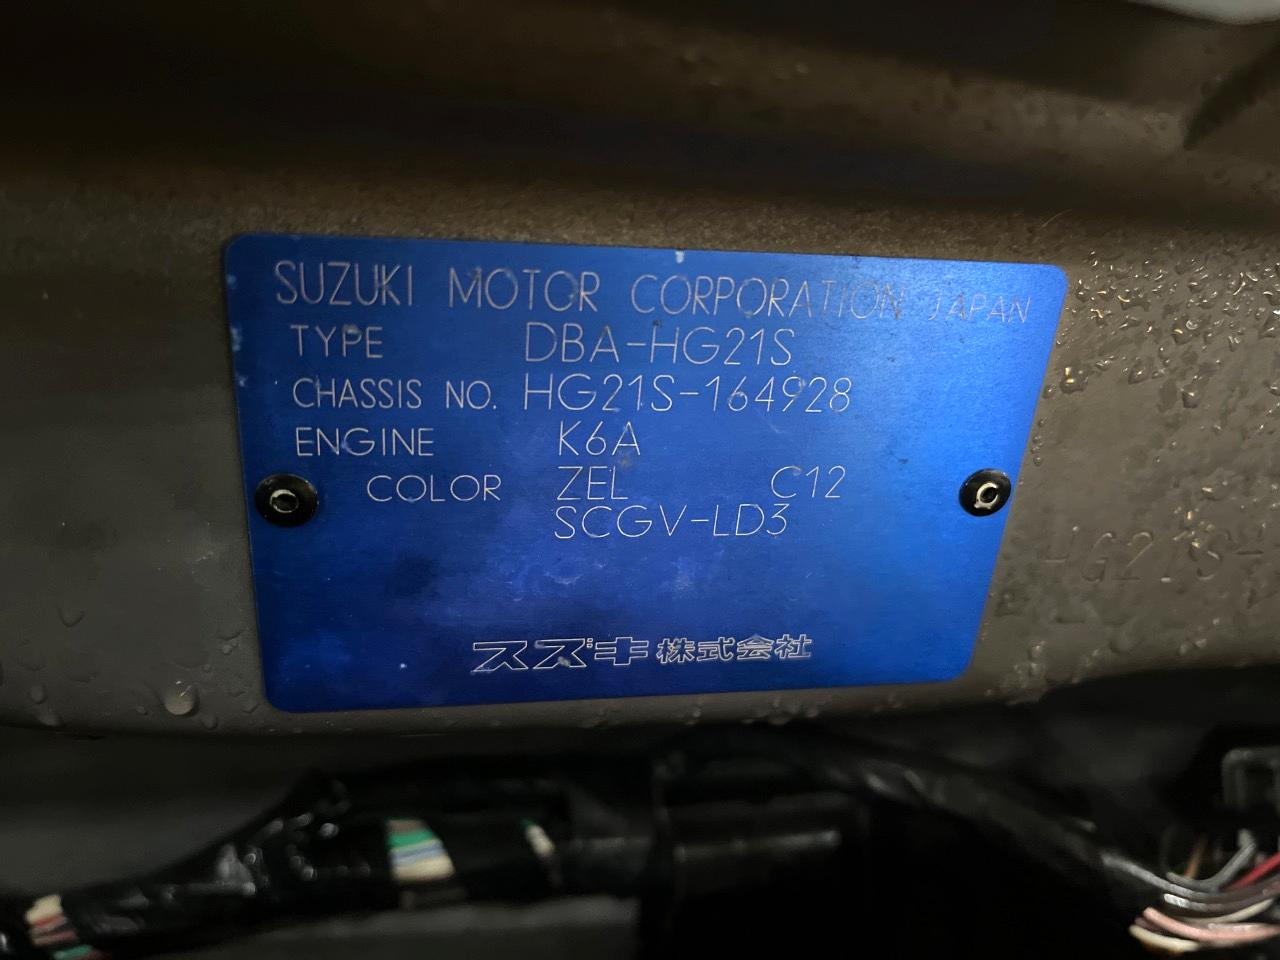 SUZUKI MOTOR CORPORATION JAPAN
TYPE DBA-HG21S
CHASSIS NO. HG21S-164928
ENGINE K6A
COLOR ZEL C12
SCGV-LD3
スズキ株式会社
HG21S-